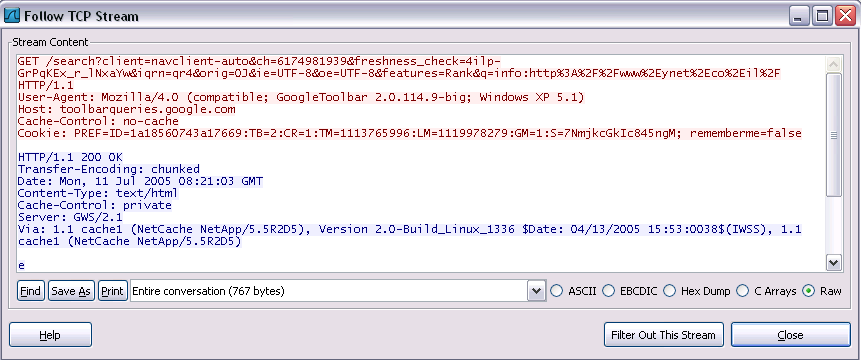 Follow TCP Stream
Stream Content
GET /search?client=navclient-auto&ch=6174981939&freshness_check=4ilp-
GrPqKEx_r_lNxaYw&iqrn=qr4&orig=0J&ie=UTF-8&oe=UTF-8&features=Rank&q=info:http%3A%2F%2Fwww%2Eynet%2Eco%2Eil%2F
HTTP/1.1
User-Agent: Mozilla/4.0 (compatible; GoogleToolbar 2.0.114.9-big; Windows XP 5.1)
Host: toolbarqueries.google.com
Cache-Control: no-cache
Cookie: PREF=ID=1a18560743a17669:TB=2:CR=1:TM=1113765996:LM=1119978279:GM=1:S=7NmjkcGkIc845ngM; rememberme=false
HTTP/1.1 200 OK
Transfer-Encoding: chunked
Date: Mon, 11 Jul 2005 08:21:03 GMT
Content-Type: text/html
Cache-Control: private
Server: GWS/2.1
Via: 1.1 cache1 (NetCache NetApp/5.5R2D5), Version 2.0-Build_Linux_1336 $Date: 04/13/2005 15:53:0038$(IWSS), 1.1
cache1 (NetCache NetApp/5.5R2D5)
e
Find Save As Print Entire conversation (767 bytes) ASCII EBCDIC Hex Dump C Arrays Raw
Help Filter Out This Stream Close